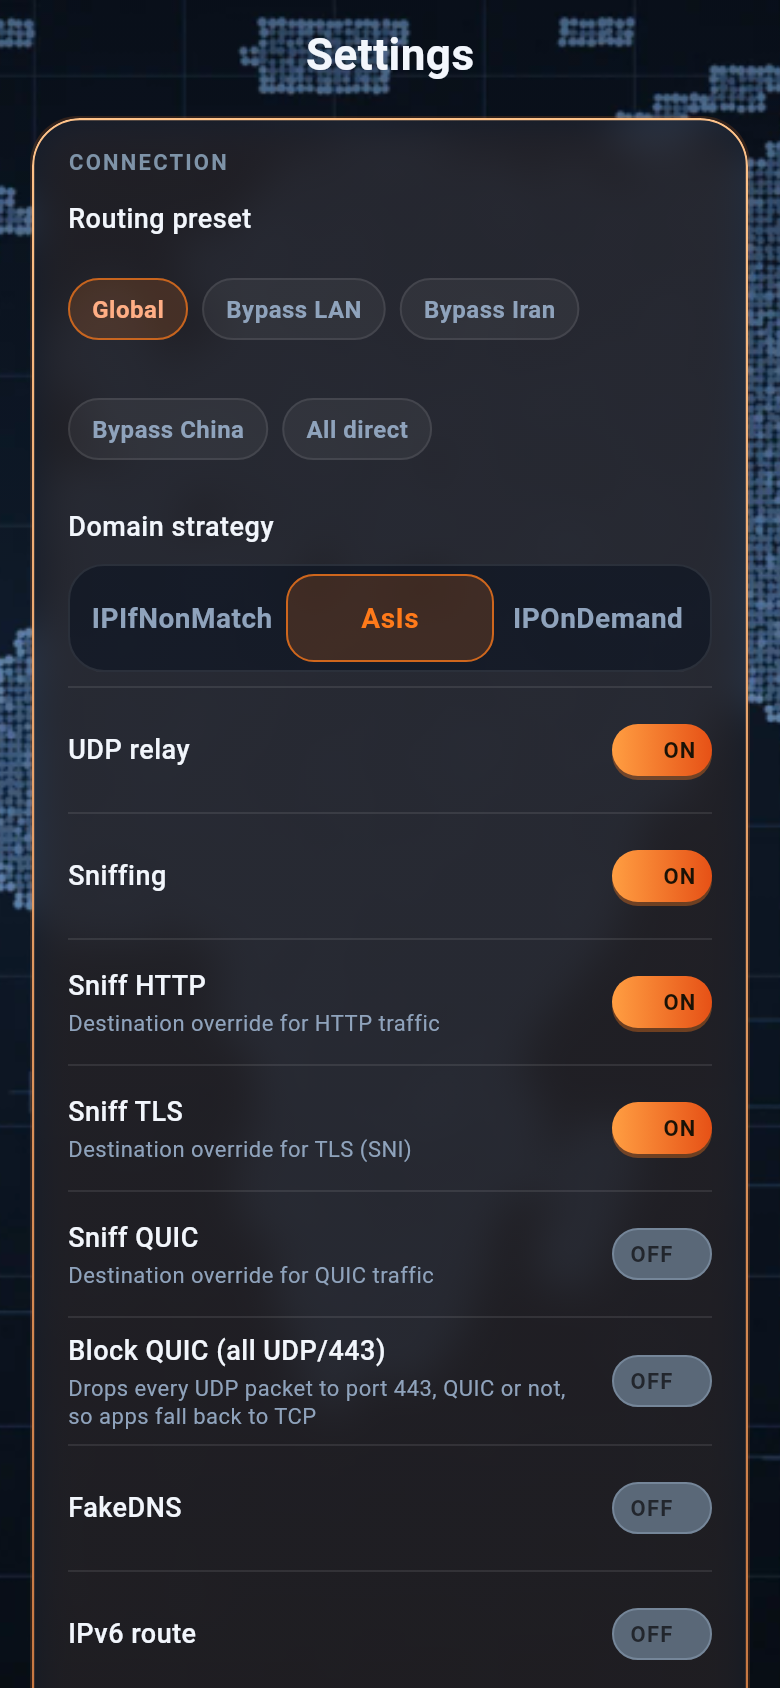 Settings
CONNECTION
Routing preset
Global
Bypass LAN
Bypass Iran
Bypass China
All direct
Domain strategy
IPIfNonMatch
AsIs
IPOnDemand
UDP relay
ON
Sniffing
ON
Sniff HTTP
Destination override for HTTP traffic
ON
Sniff TLS
Destination override for TLS (SNI)
ON
Sniff QUIC
Destination override for QUIC traffic
OFF
Block QUIC (all UDP/443)
Drops every UDP packet to port 443, QUIC or not,
so apps fall back to TCP
OFF
FakeDNS
OFF
IPv6 route
OFF